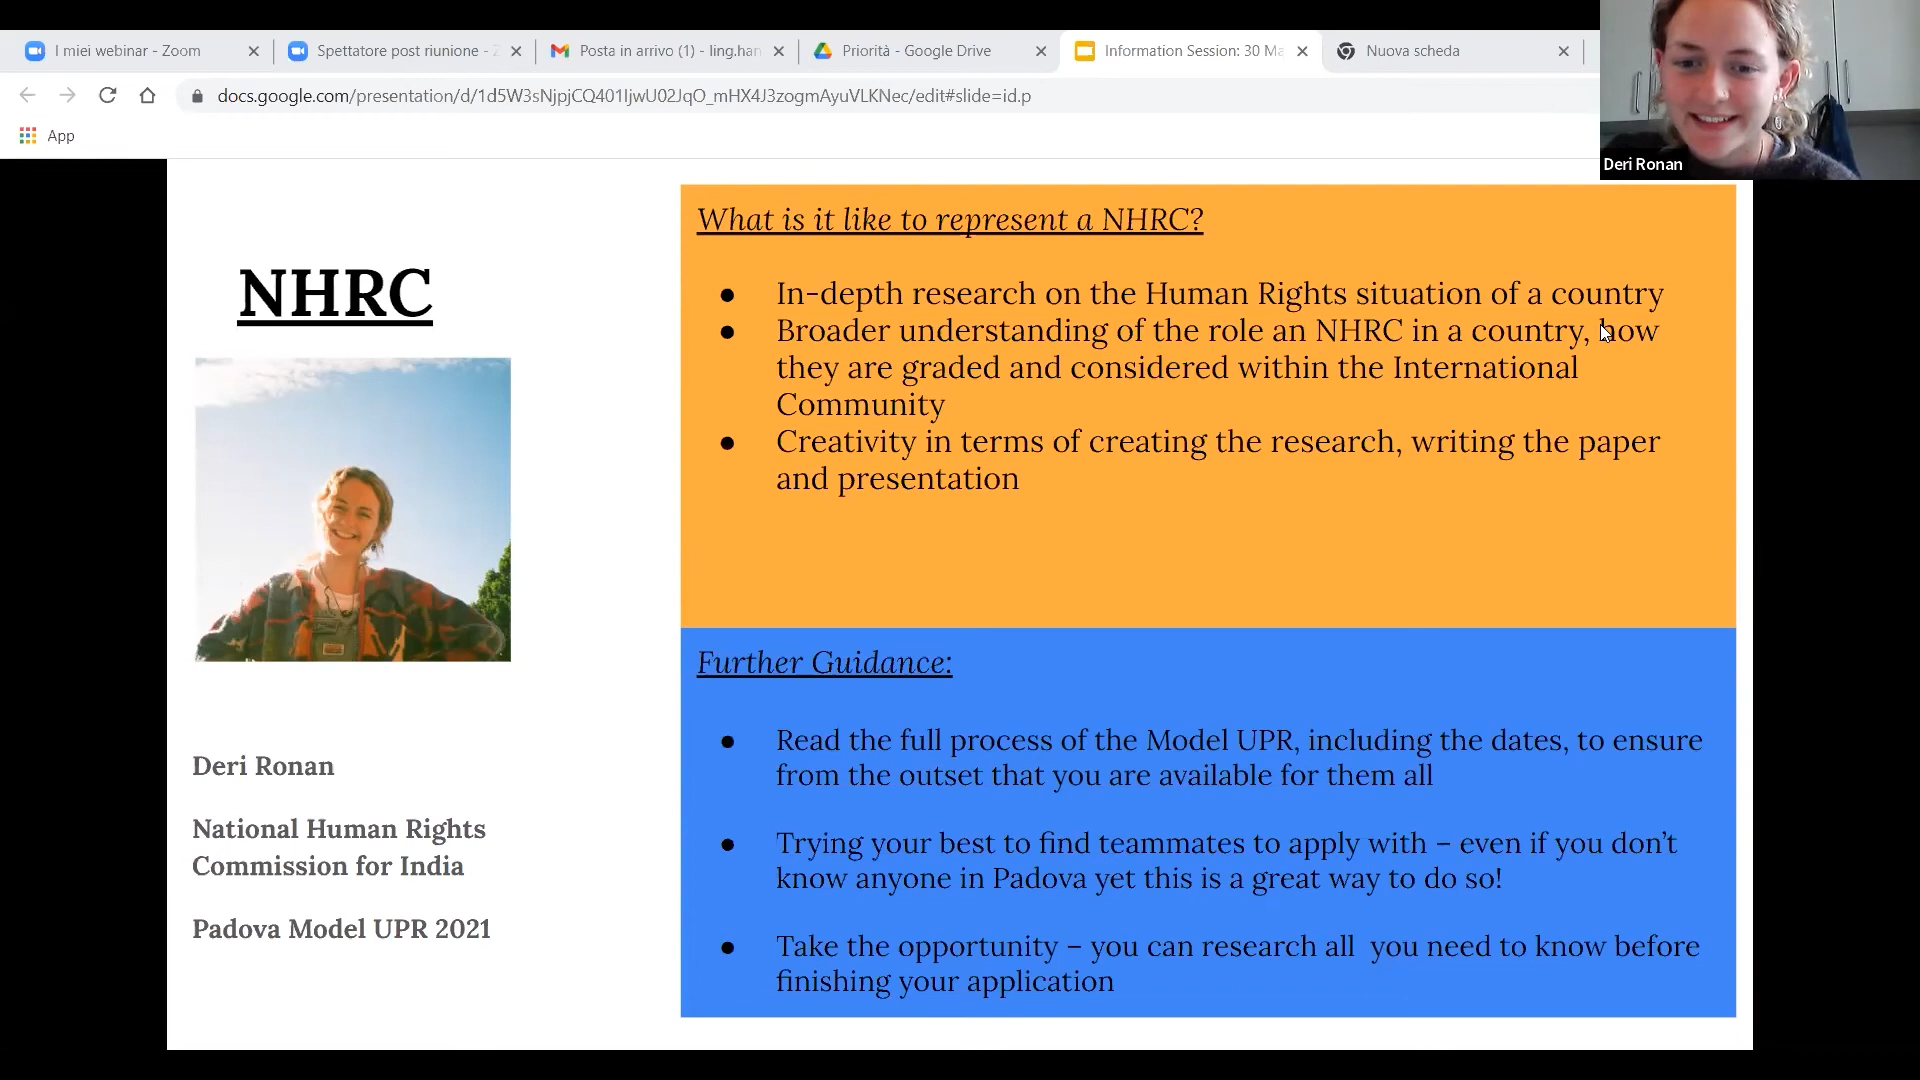 I miei webinar - Zoom
Spettatore post riunione - Z
Posta in arrivo (1) - ling.han
Priorità - Google Drive
Information Session: 30 Ma
Nuova scheda
docs.google.com/presentation/d/1d5W3sNjpjCQ401IjwU02JqO_mHX4J3zogmAyuVLKNec/edit#slide=id.p
App
Deri Ronan
NHRC
Deri Ronan
National Human Rights
Commission for India
Padova Model UPR 2021
What is it like to represent a NHRC?
● In-depth research on the Human Rights situation of a country
● Broader understanding of the role an NHRC in a country, how
they are graded and considered within the International
Community
● Creativity in terms of creating the research, writing the paper
and presentation
Further Guidance:
● Read the full process of the Model UPR, including the dates, to ensure
from the outset that you are available for them all
● Trying your best to find teammates to apply with – even if you don’t
know anyone in Padova yet this is a great way to do so!
● Take the opportunity – you can research all  you need to know before
finishing your application